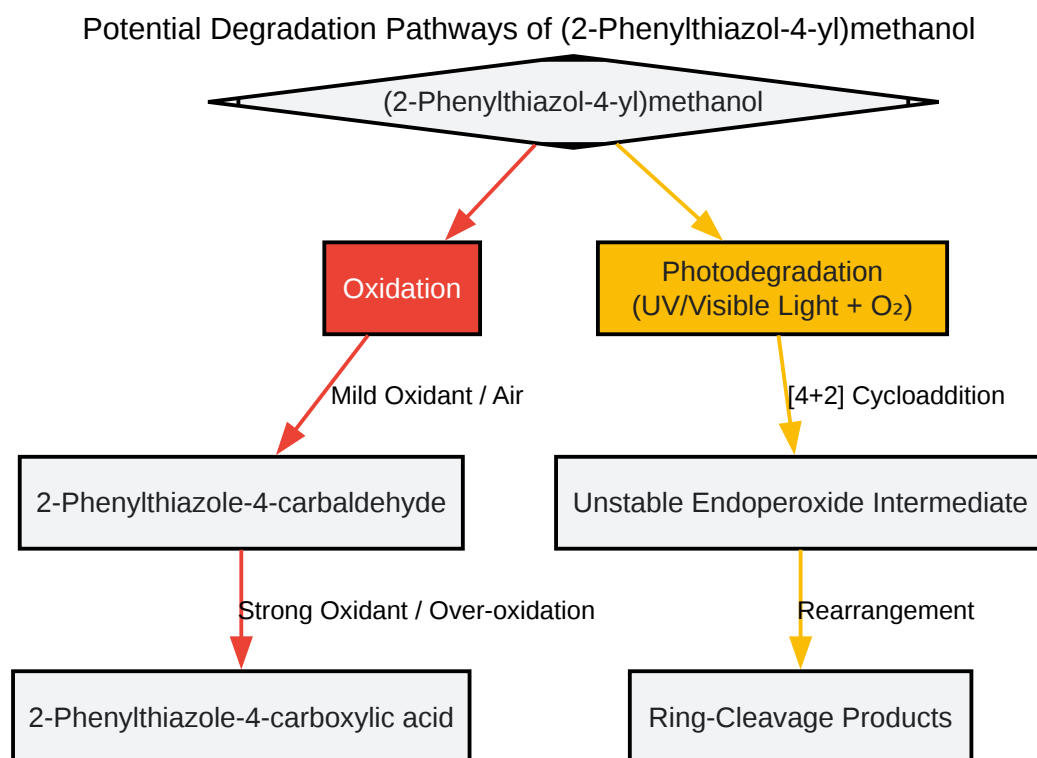 Potential Degradation Pathways of (2-Phenylthiazol-4-yl)methanol
(2-Phenylthiazol-4-yl)methanol
Oxidation
Photodegradation
(UV/Visible Light + O₂)
Mild Oxidant / Air
[4+2] Cycloaddition
2-Phenylthiazole-4-carbaldehyde
Unstable Endoperoxide Intermediate
Strong Oxidant / Over-oxidation
Rearrangement
2-Phenylthiazole-4-carboxylic acid
Ring-Cleavage Products